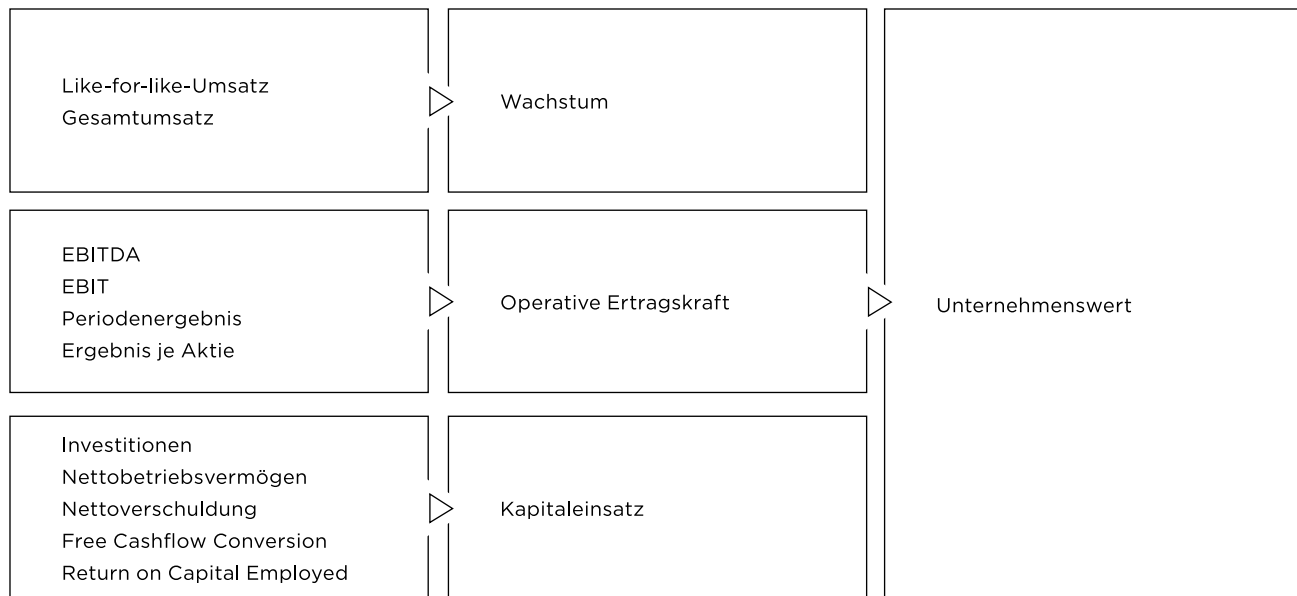 Like-for-like-Umsatz
Gesamtumsatz
Wachstum
EBITDA
EBIT
Periodenergebnis
Ergebnis je Aktie
Operative Ertragskraft
Unternehmenswert
Investitionen
Nettobetriebsvermögen
Nettoverschuldung
Free Cashflow Conversion
Return on Capital Employed
Kapitaleinsatz